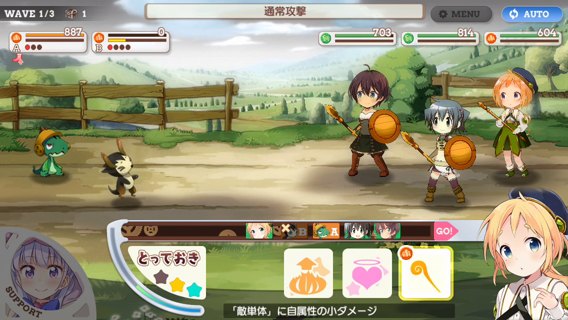 WAVE 1/3 1
通常攻撃
MENU
AUTO
A 887
B 0
703
814
604
B A GO!
とっておき
SUPPORT
「敵単体」に自属性の小ダメージ